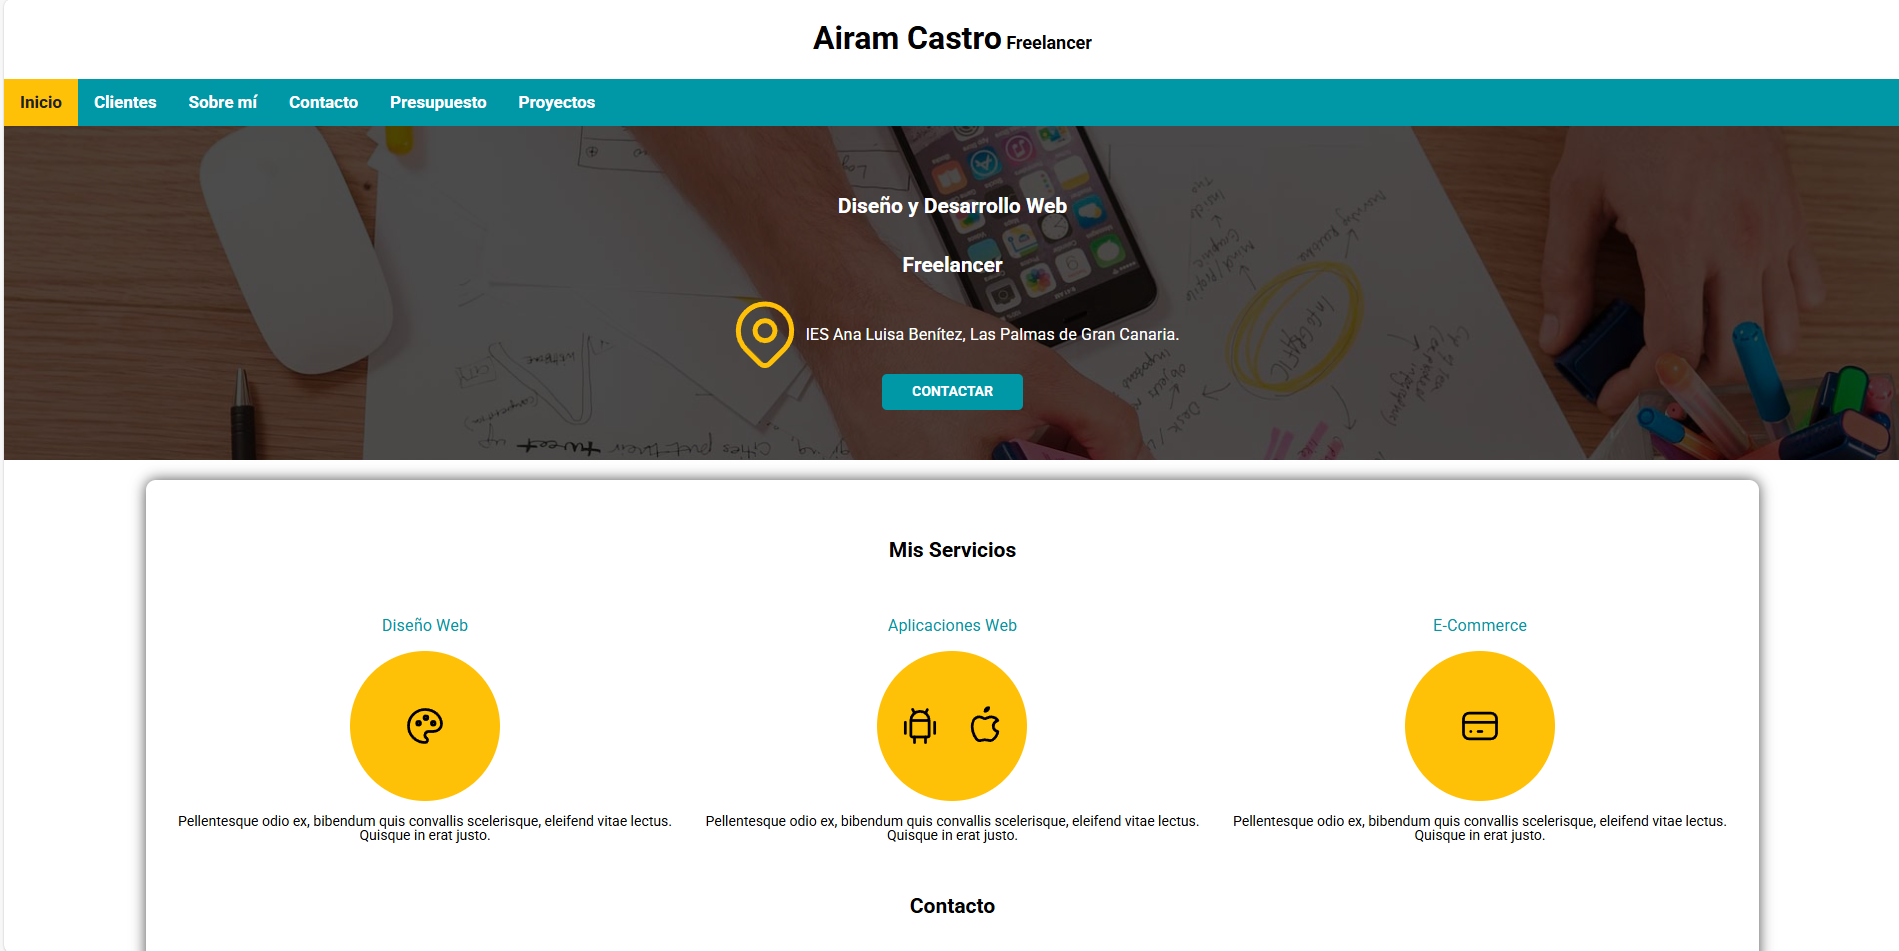 Airam Castro Freelancer
Inicio Clientes Sobre mí Contacto Presupuesto Proyectos
Diseño y Desarrollo Web
Freelancer
IES Ana Luisa Benítez, Las Palmas de Gran Canaria.
CONTACTAR
Mis Servicios
Diseño Web
Pellentesque odio ex, bibendum quis convallis scelerisque, eleifend vitae lectus.
Quisque in erat justo.
Aplicaciones Web
Pellentesque odio ex, bibendum quis convallis scelerisque, eleifend vitae lectus.
Quisque in erat justo.
E-Commerce
Pellentesque odio ex, bibendum quis convallis scelerisque, eleifend vitae lectus.
Quisque in erat justo.
Contacto